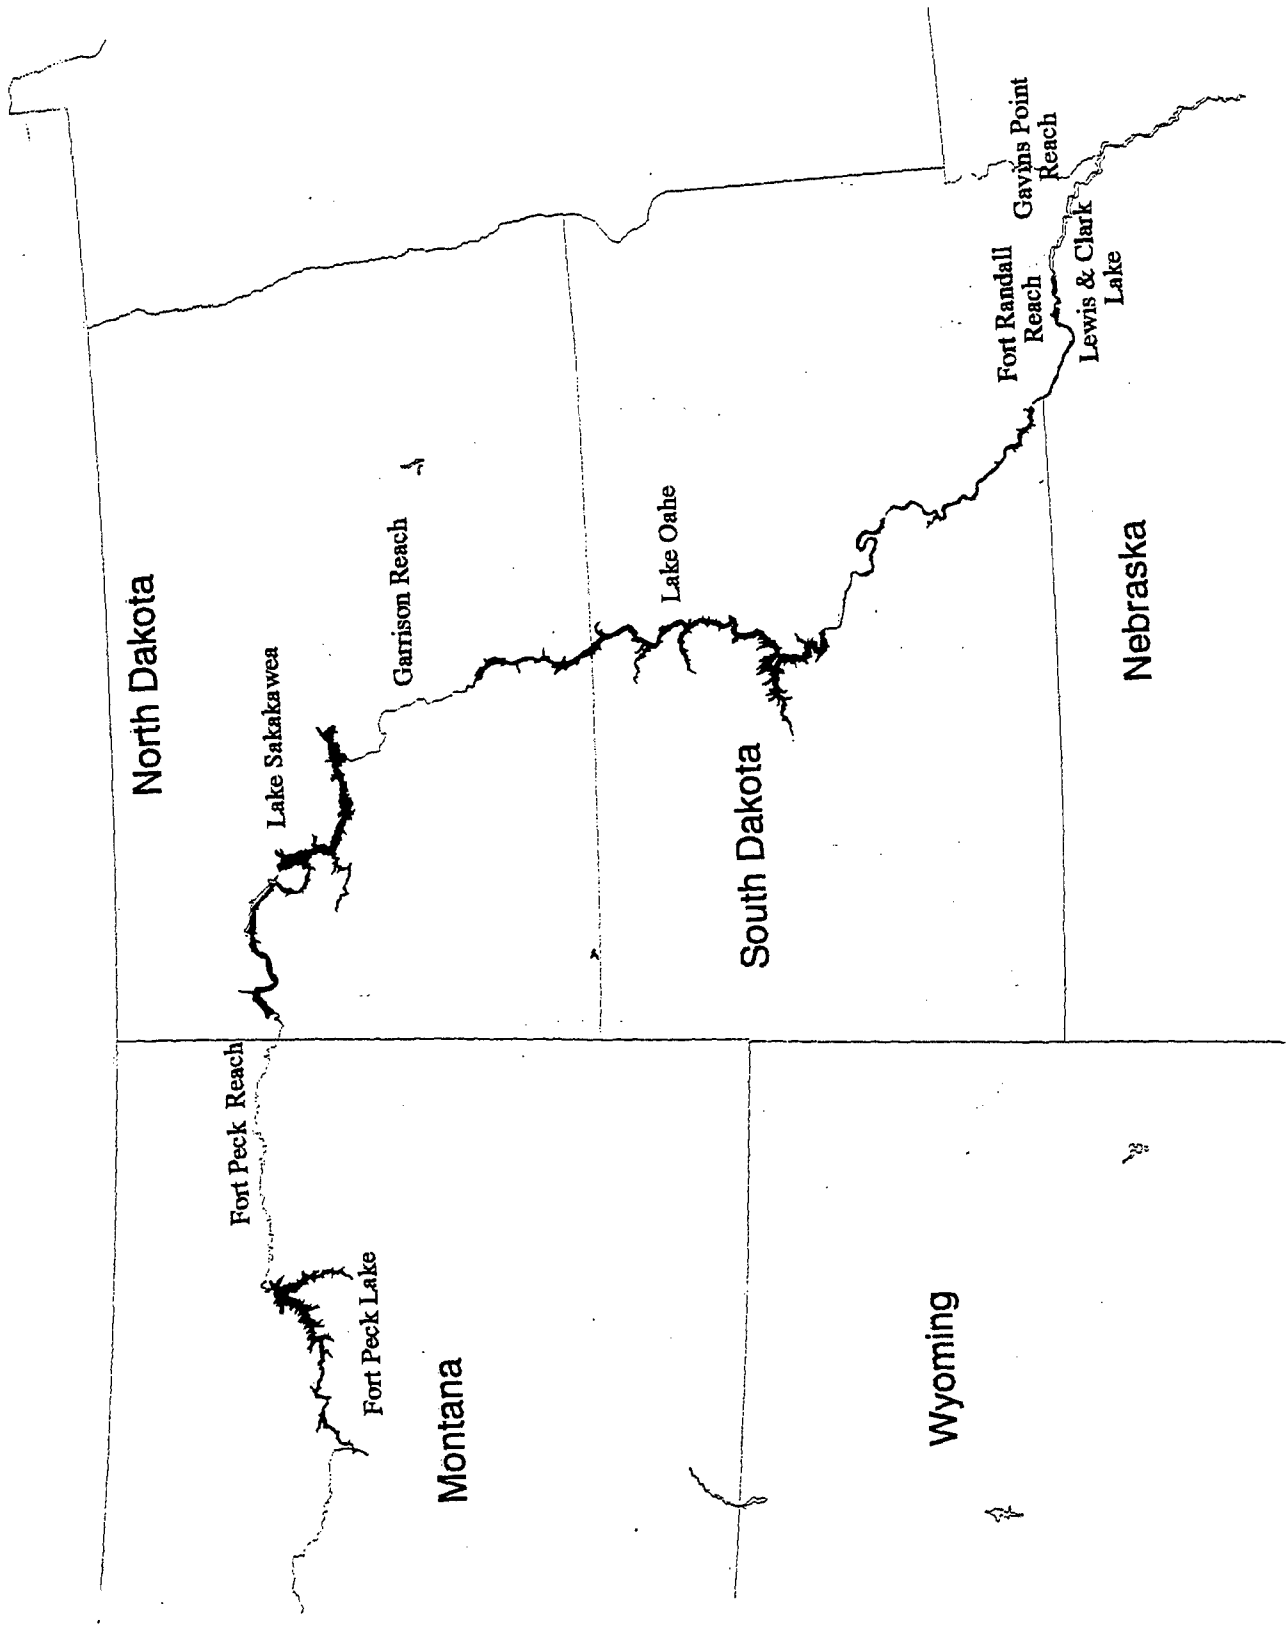 North Dakota
Lake Sakakawea
Garrison Reach
Fort Peck Reach
Fort Peck Lake
Montana
Lake Oahe
South Dakota
Fort Randall
Reach
Gavins Point
Reach
Lewis & Clark
Lake
Nebraska
Wyoming